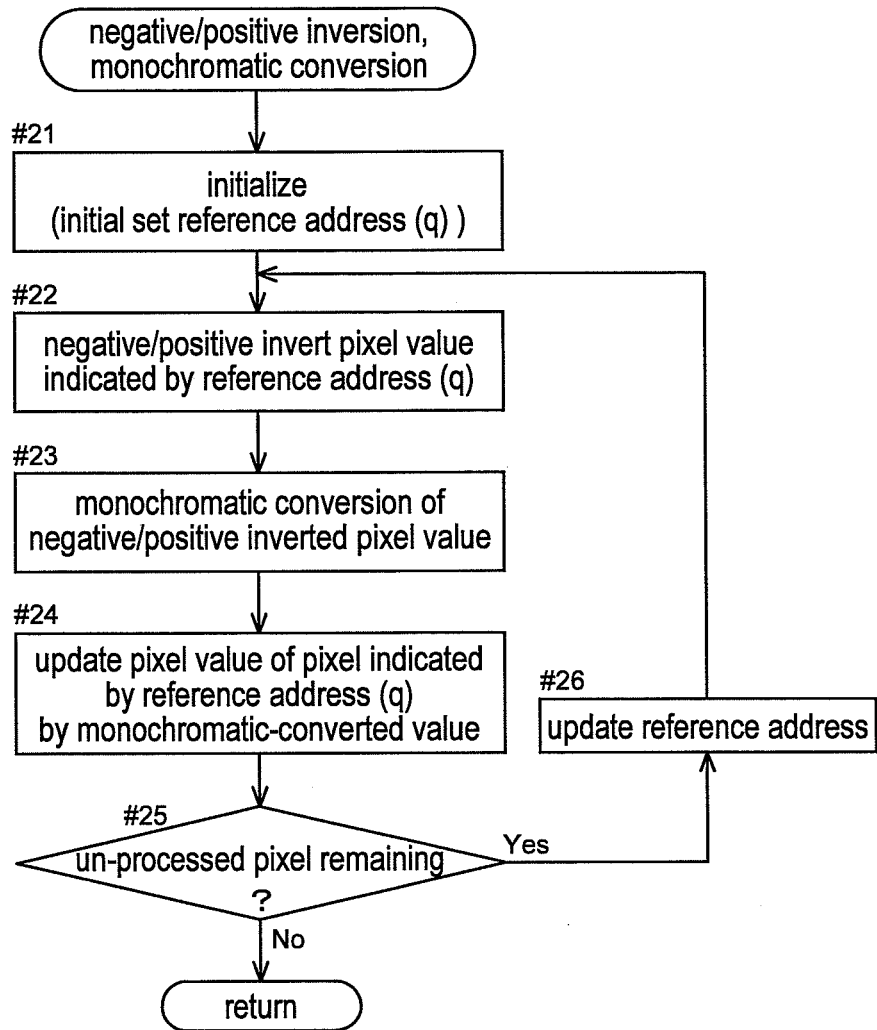 negative/positive inversion,
monochromatic conversion
#21
initialize
(initial set reference address (q) )
#22
negative/positive invert pixel value
indicated by reference address (q)
#23
monochromatic conversion of
negative/positive inverted pixel value
#24
update pixel value of pixel indicated
by reference address (q)
by monochromatic-converted value
#26
update reference address
#25
un-processed pixel remaining
?
Yes
No
return